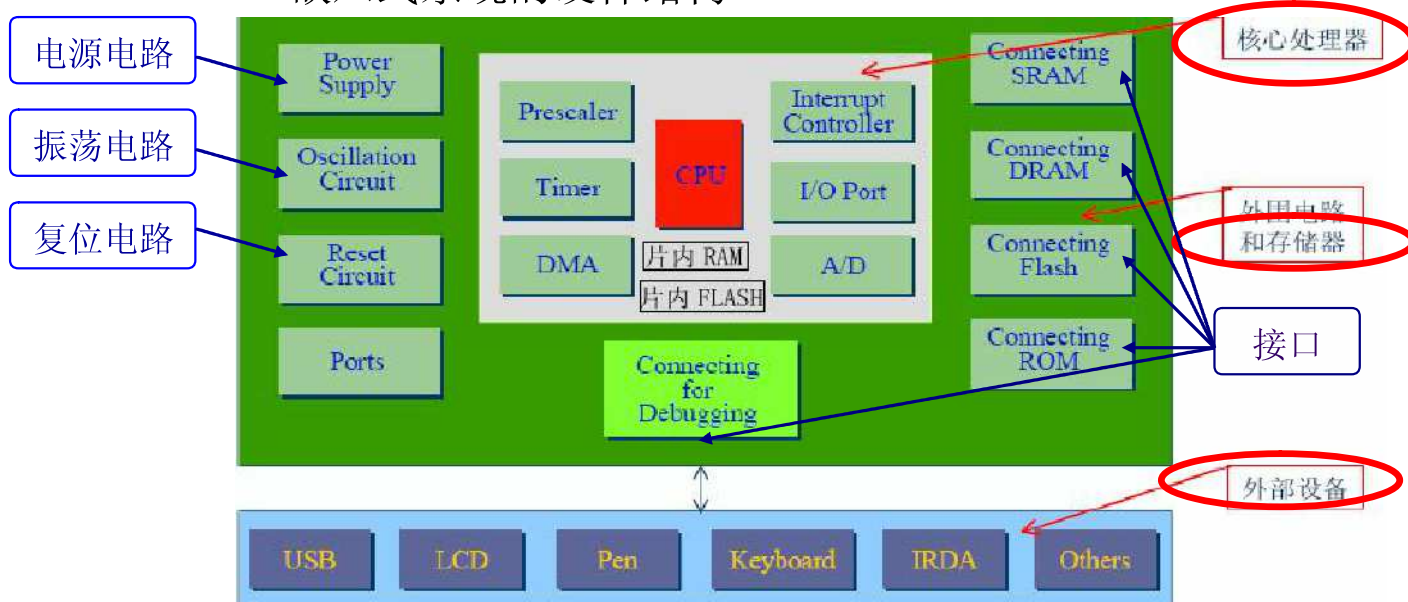 电源电路
振荡电路
复位电路
Power
Supply
Oscillation
Circuit
Reset
Circuit
Ports
Prescaler
Timer
DMA
CPU
片内 RAM
片内 FLASH
Interrupt
Controller
I/O Port
A/D
Connecting
for
Debugging
Connecting
SRAM
Connecting
DRAM
Connecting
Flash
Connecting
ROM
核心处理器
外围电路
和存储器
接口
外部设备
USB
LCD
Pen
Keyboard
IRDA
Others